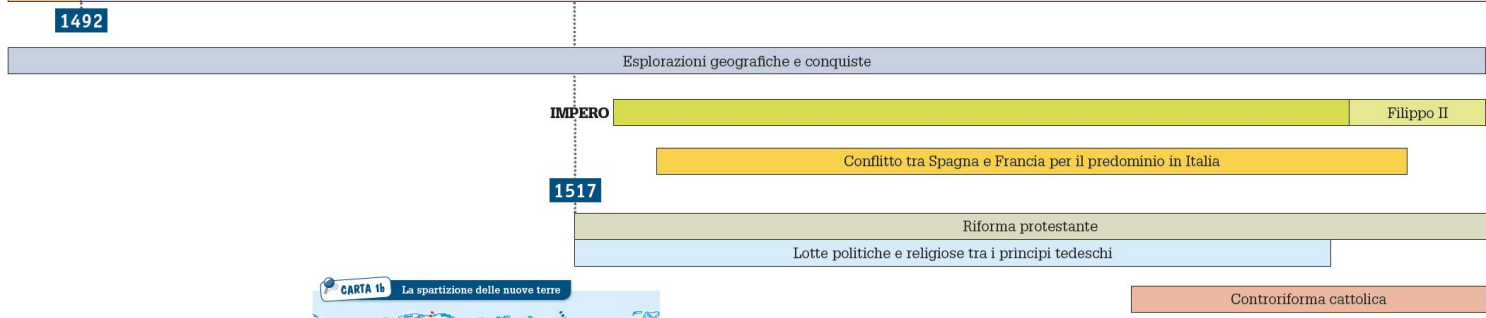 1492
Esplorazioni geografiche e conquiste
IMPERO
Filippo II
Conflitto tra Spagna e Francia per il predominio in Italia
1517
Riforma protestante
Lotte politiche e religiose tra i prìncipi tedeschi
CARTA 1b La spartizione delle nuove terre
Controriforma cattolica